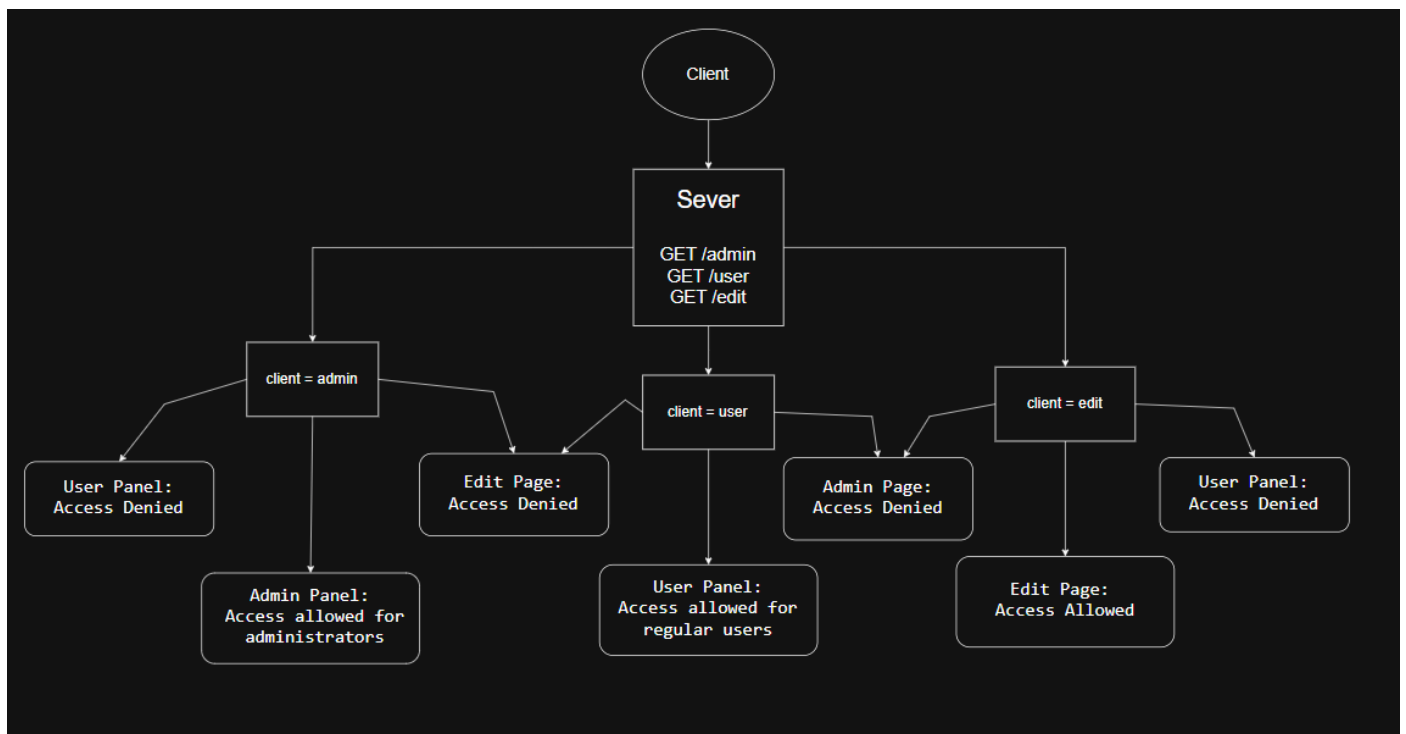 Client
Sever
GET /admin
GET /user
GET /edit
client = admin
client = user
client = edit
User Panel:
Access Denied
Edit Page:
Access Denied
Admin Page:
Access Denied
User Panel:
Access Denied
Admin Panel:
Access allowed for
administrators
User Panel:
Access allowed for
regular users
Edit Page:
Access Allowed